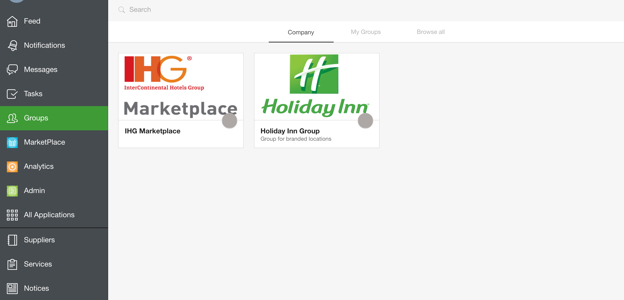 Search
Company
My Groups
Browse all
Feed
Notifications
Messages
Tasks
Groups
MarketPlace
Analytics
Admin
All Applications
Suppliers
Services
Notices
IHG®
InterContinental Hotels Group
Marketplace
IHG Marketplace
H
Holiday Inn
Holiday Inn Group
Group for branded locations